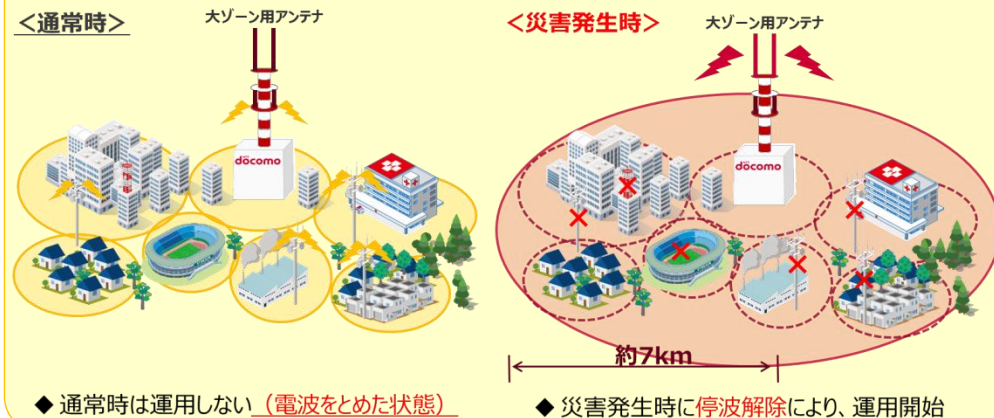 <通常時>
大ゾーン用アンテナ
döcomo
◆ 通常時は運用しない（電波をとめた状態）
<災害発生時>
大ゾーン用アンテナ
döcomo
約7km
◆ 災害発生時に停波解除により、運用開始